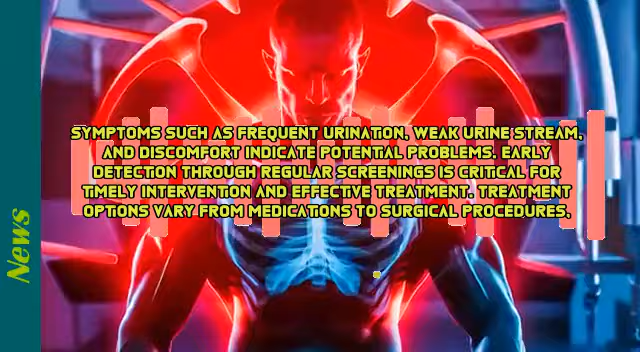 SYMPTOMS SUCH AS FREQUENT URINATION, WEAK URINE STREAM,
AND DISCOMFORT INDICATE POTENTIAL PROBLEMS. EARLY
DETECTION THROUGH REGULAR SCREENINGS IS CRITICAL FOR
TIMELY INTERVENTION AND EFFECTIVE TREATMENT. TREATMENT
OPTIONS VARY FROM MEDICATIONS TO SURGICAL PROCEDURES,
News